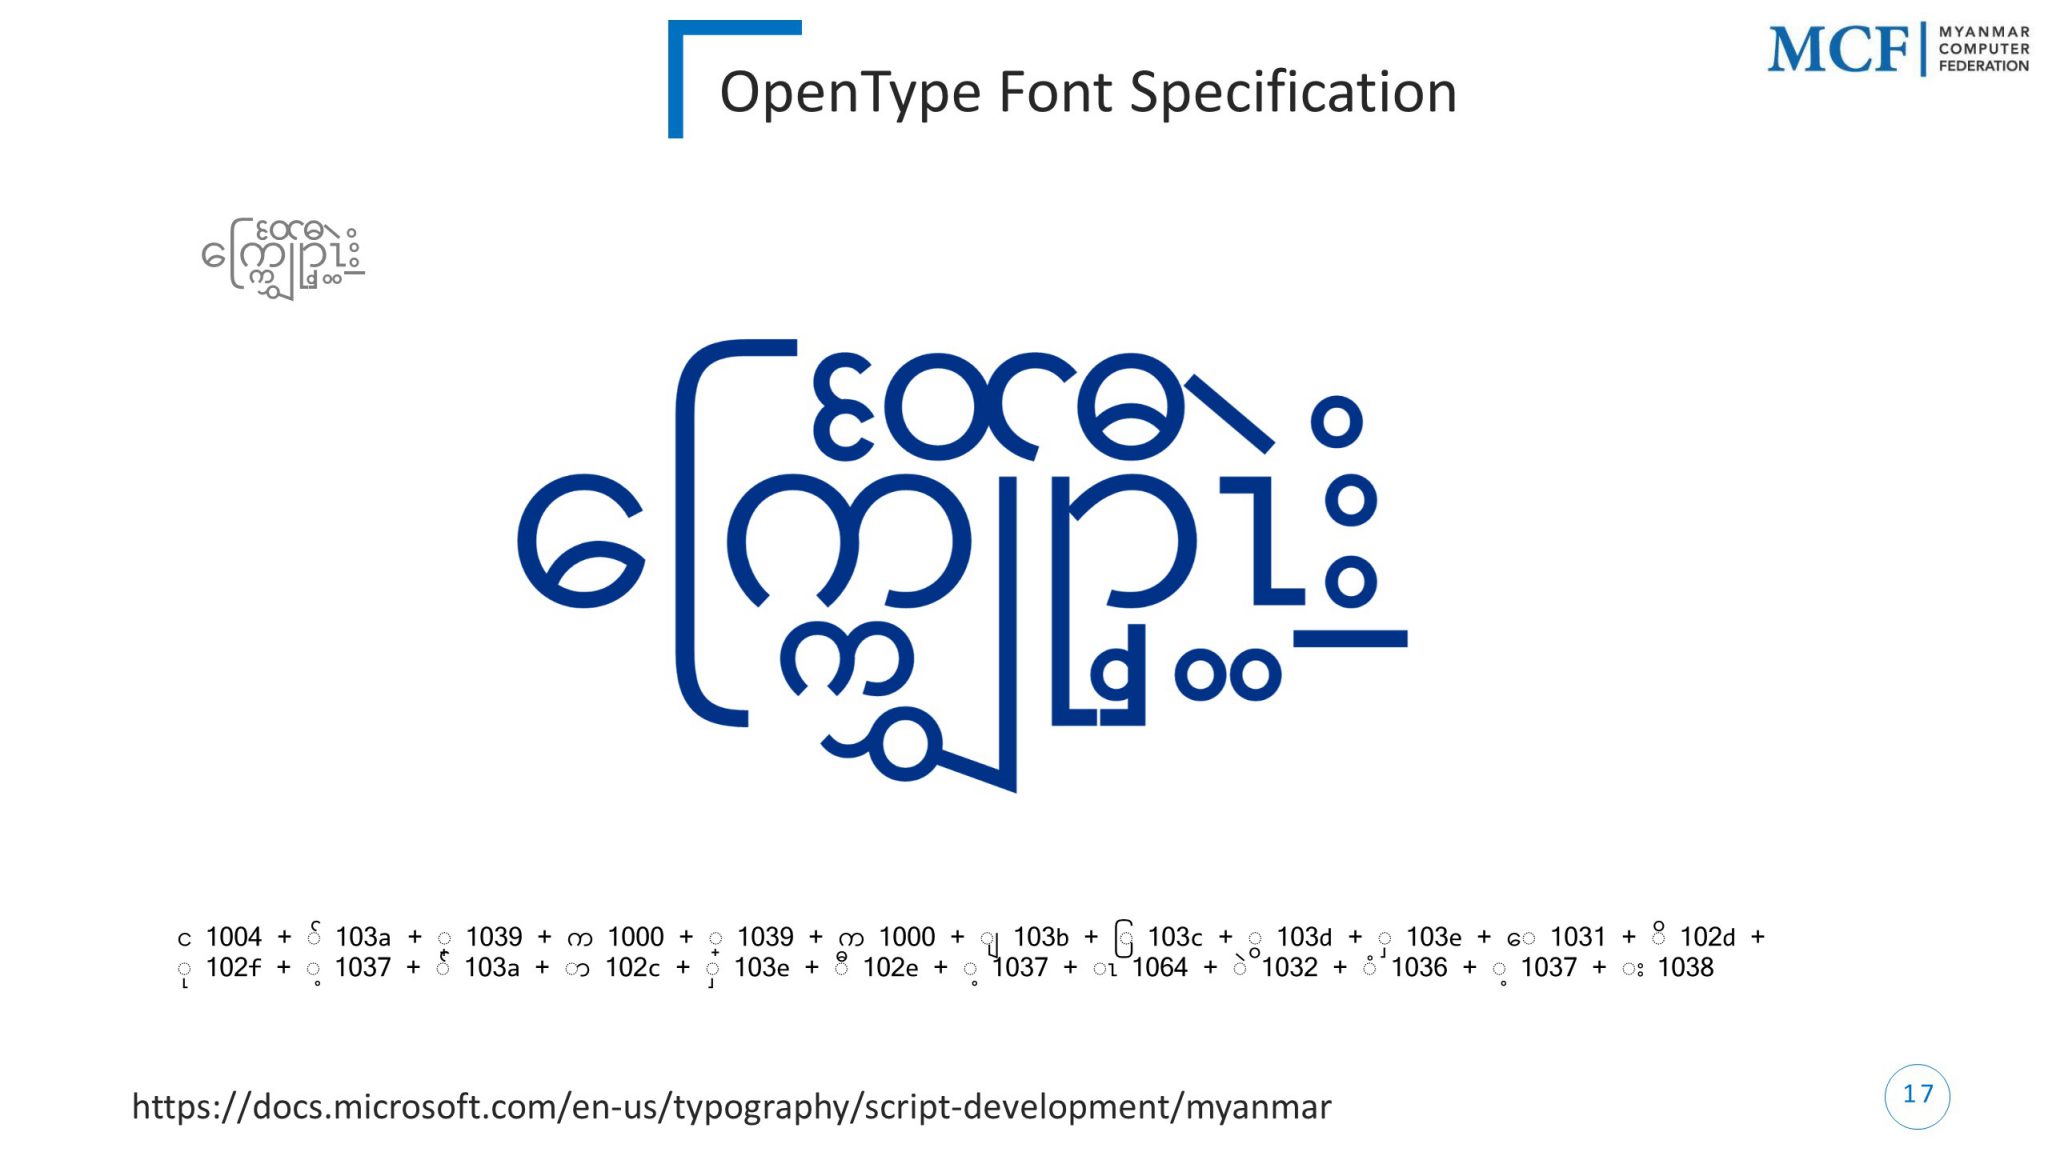 OpenType Font Specification
MCF
MYANMAR
COMPUTER
FEDERATION
င်္က္ကျြွှေို့်ာှီ့ၤဲံ့း
င်္က္ကျြွှေို့်ာှီ့ၤဲံ့း
င 1004 + ် 103a + ္ 1039 + က 1000 + ္ 1039 + က 1000 + ျ 103b + ြ 103c + ွ 103d + ှ 103e + ေ 1031 + ိ 102d +
ု 102f + ့ 1037 + ် 103a + ာ 102c + ှ 103e + ီ 102e + ့ 1037 + ၤ 1064 + ဲ 1032 + ံ 1036 + ့ 1037 + း 1038
https://docs.microsoft.com/en-us/typography/script-development/myanmar
17